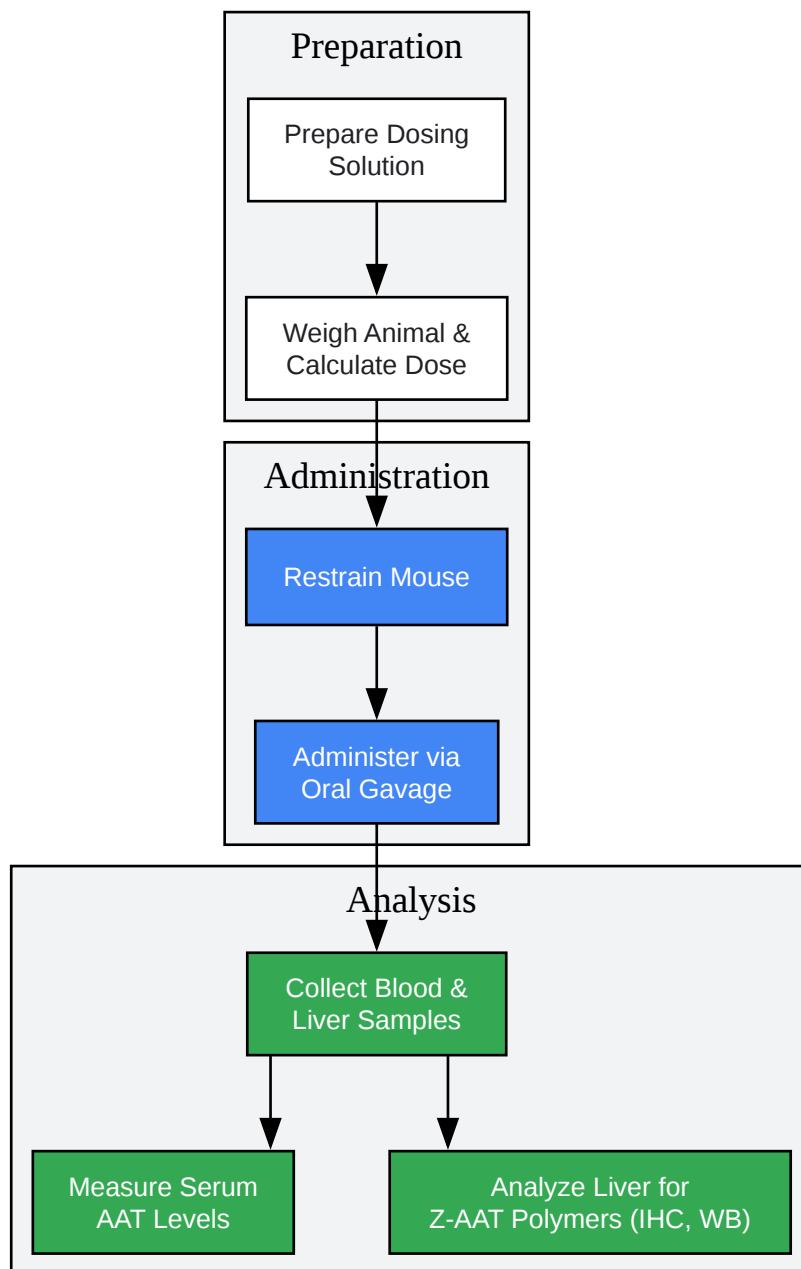 Preparation
Prepare Dosing
Solution
Weigh Animal &
Calculate Dose
Administration
Restrain Mouse
Administer via
Oral Gavage
Analysis
Collect Blood &
Liver Samples
Measure Serum
AAT Levels
Analyze Liver for
Z-AAT Polymers (IHC, WB)